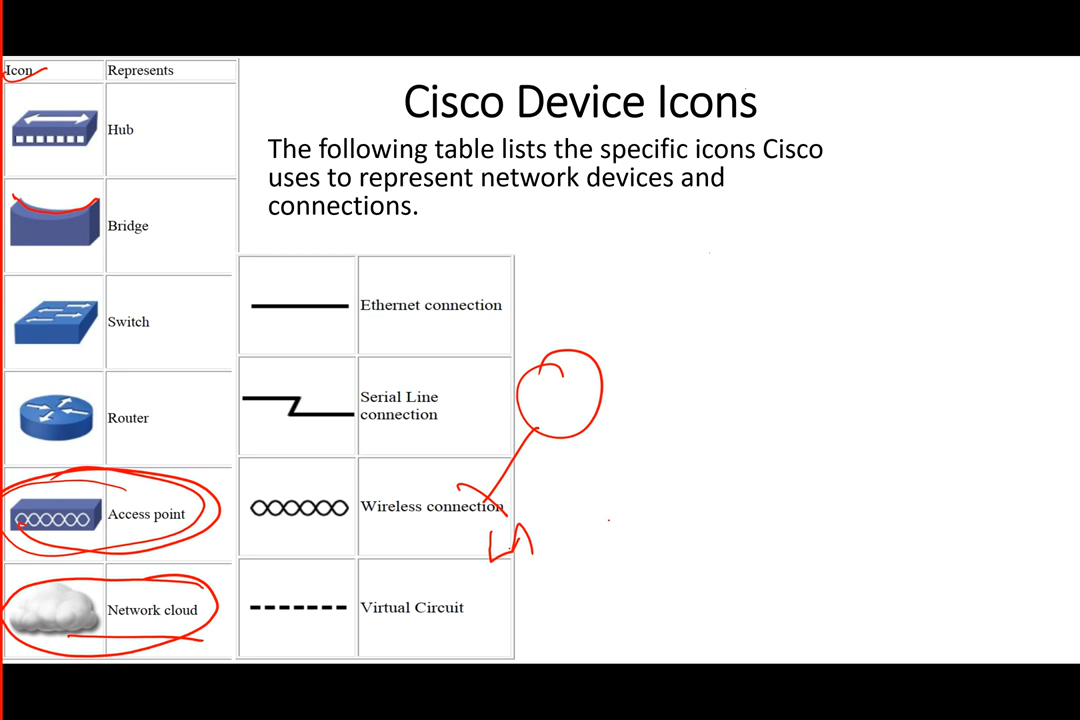 Icon Represents
Hub
Bridge
Switch
Router
Access point
Network cloud
Cisco Device Icons
The following table lists the specific icons Cisco
uses to represent network devices and
connections.
Ethernet connection
Serial Line
connection
Wireless connection
Virtual Circuit